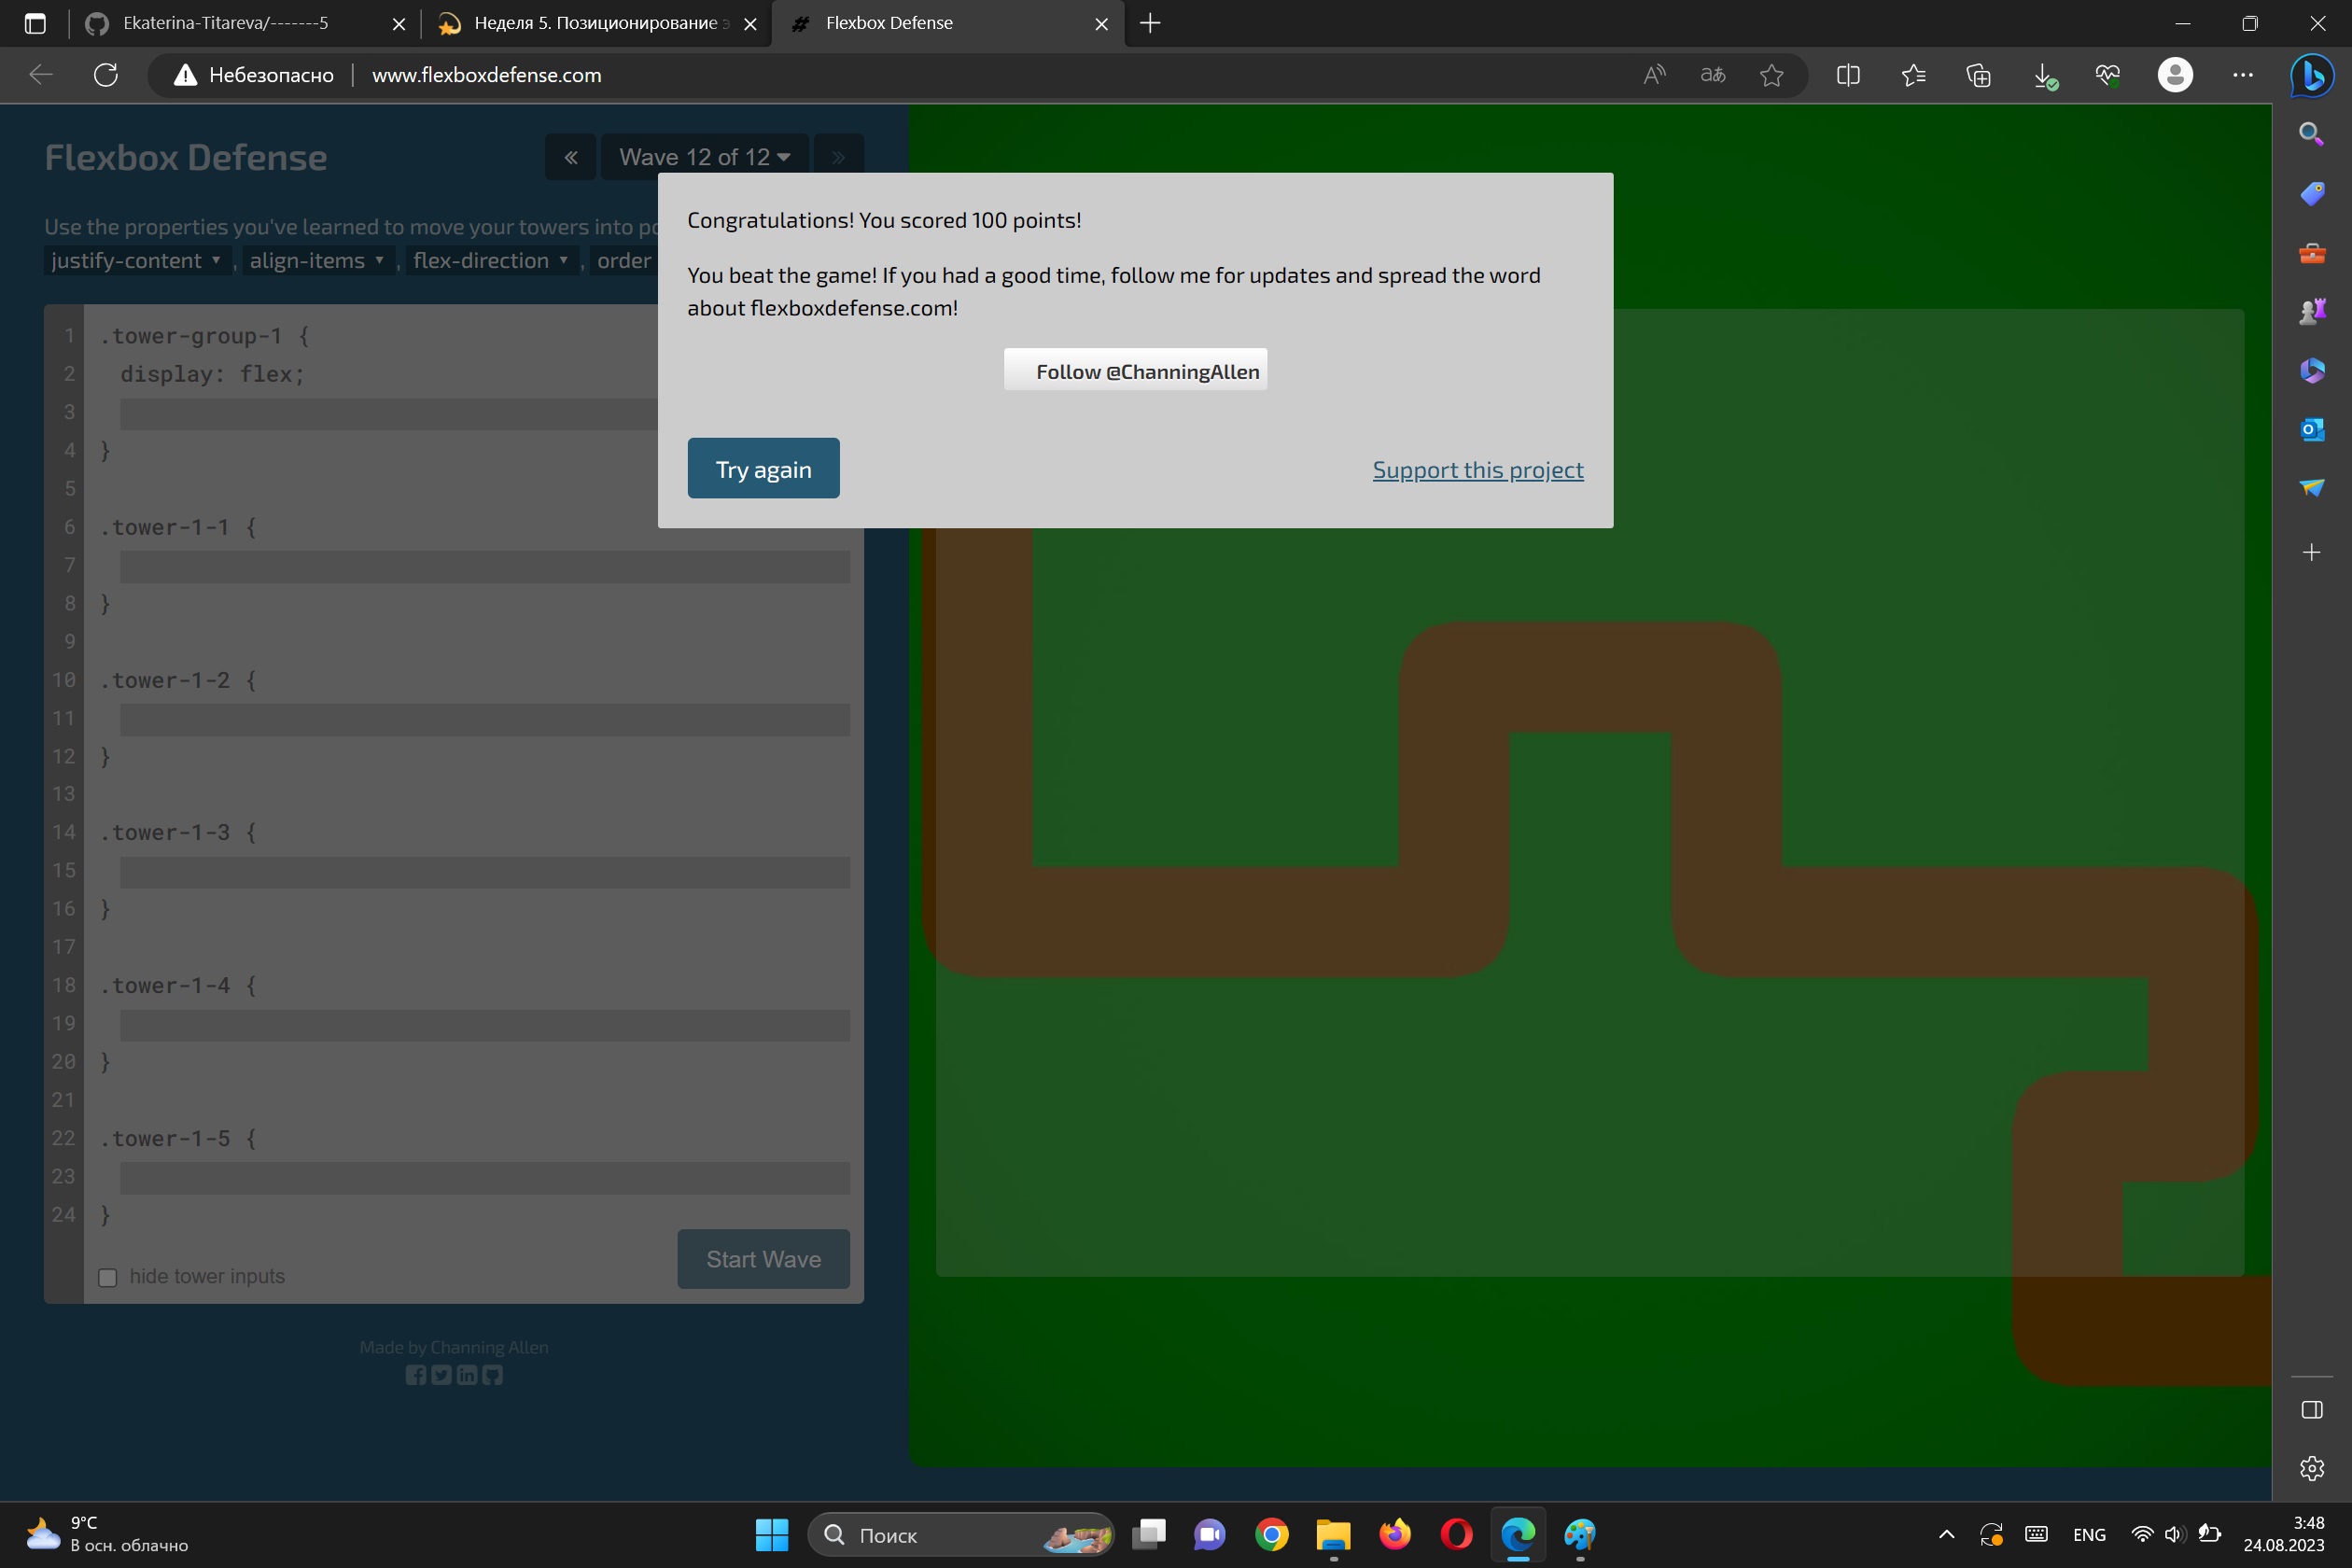 Ekaterina-Titareva/-------5
Неделя 5. Позиционирование э
Flexbox Defense
Небезопасно
www.flexboxdefense.com
Flexbox Defense
«
Wave 12 of 12
»
Use the properties you've learned to move your towers into
justify-content ▼ , align-items ▼ , flex-direction ▼ , order
Congratulations! You scored 100 points!
You beat the game! If you had a good time, follow me for updates and spread the word
about flexboxdefense.com!
Follow @ChanningAllen
Try again
Support this project
1 .tower-group-1 {
2 display: flex;
3
4 }
5
6 .tower-1-1 {
7
8 }
9
10 .tower-1-2 {
11
12 }
13
14 .tower-1-3 {
15
16 }
17
18 .tower-1-4 {
19
20 }
21
22 .tower-1-5 {
23
24 }
hide tower inputs
Start Wave
Made by Channing Allen
9°C
В осн. облачно
Поиск
ENG
3:48
24.08.2023